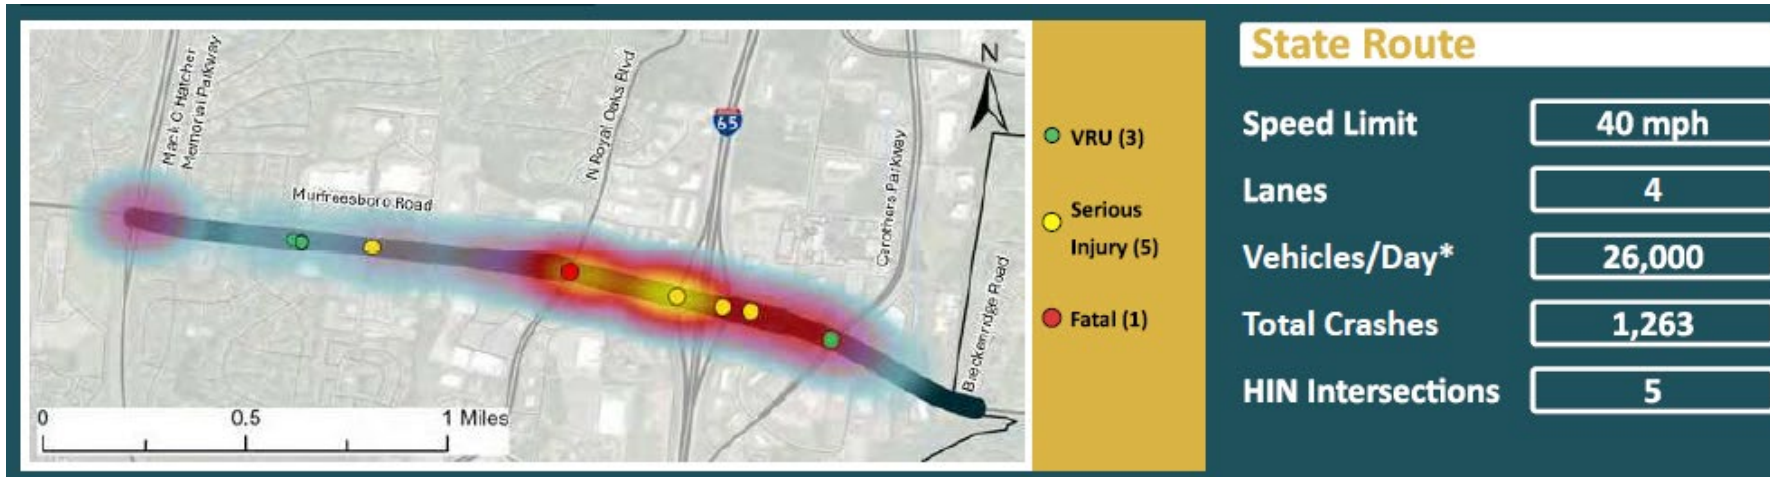 Mack C Hatcher
Memorial Parkway
Murfreesboro Road
N Royal Oaks Blvd
65
Carothers Parkway
Breckenridge Road
N
0 0.5 1 Miles
VRU (3)
Serious
Injury (5)
Fatal (1)
State Route
Speed Limit 40 mph
Lanes 4
Vehicles/Day* 26,000
Total Crashes 1,263
HIN Intersections 5